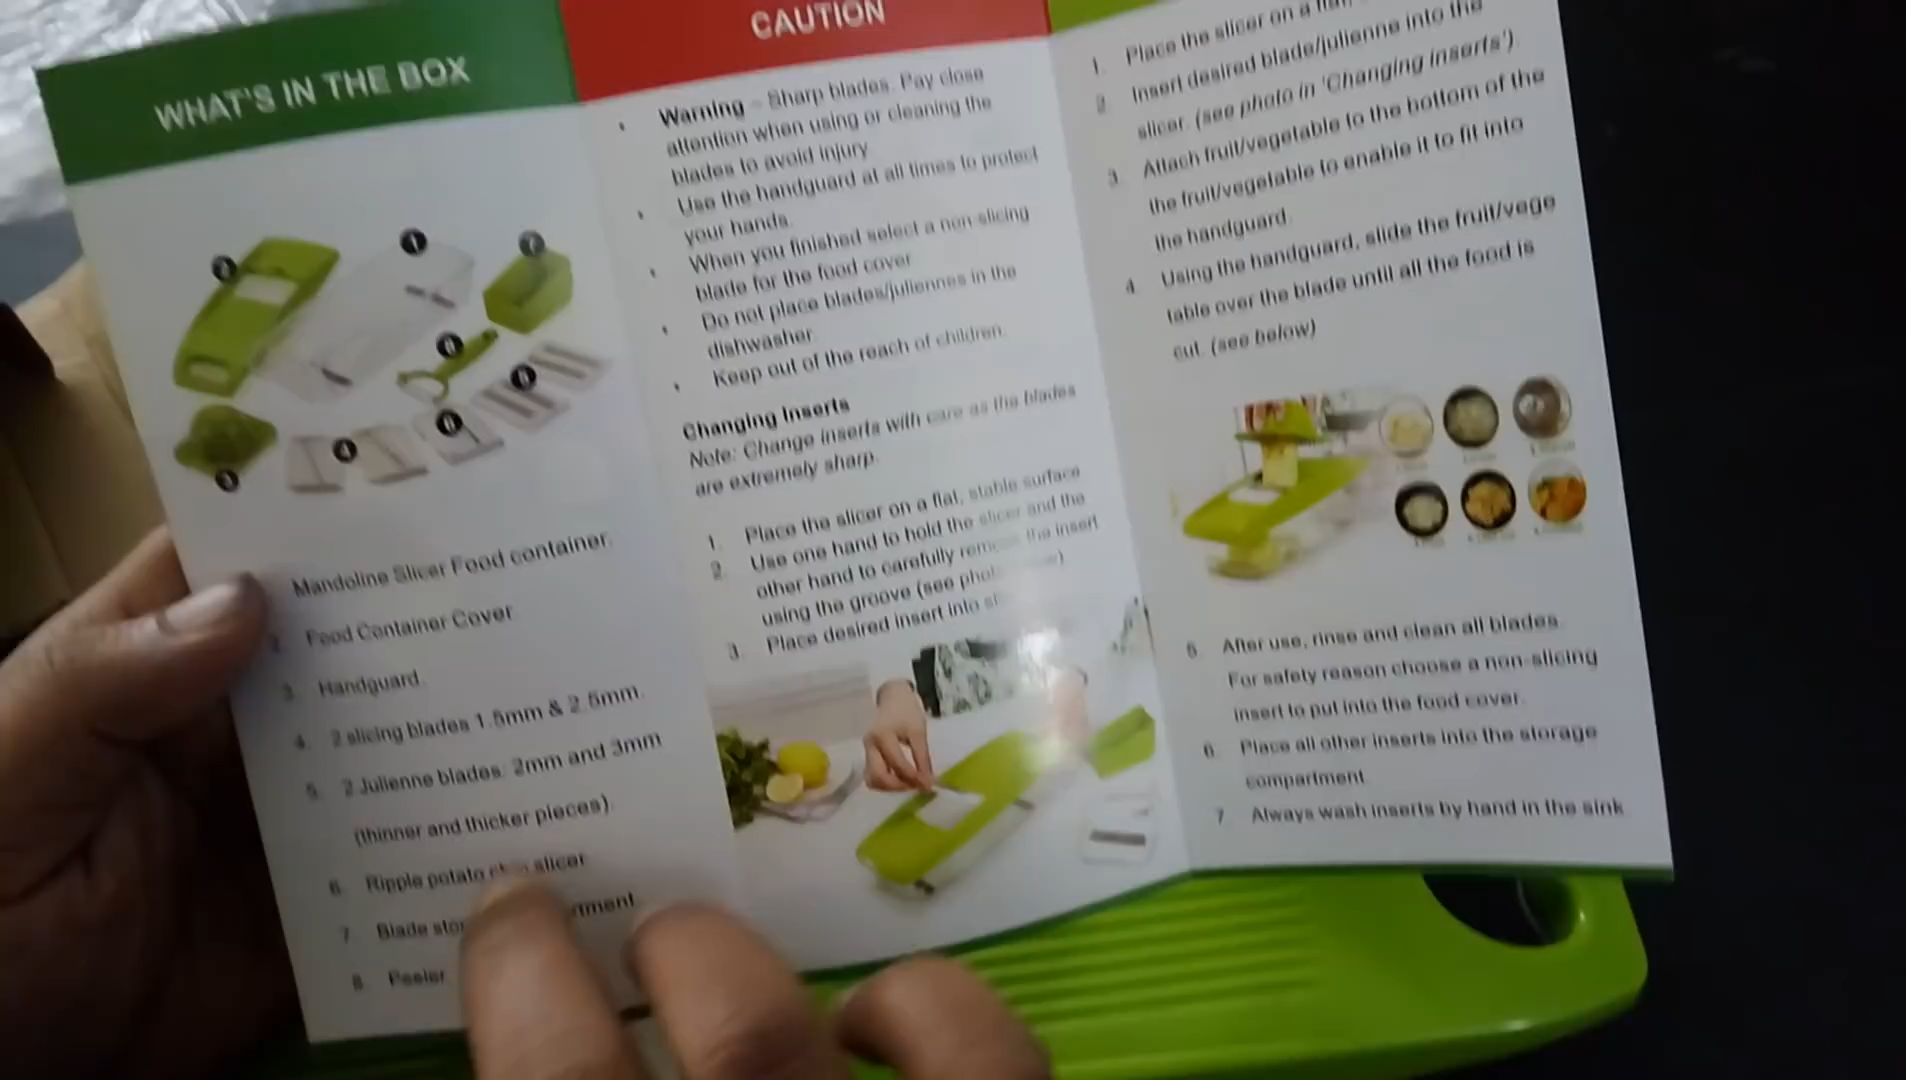 WHAT'S IN THE BOX
Mandoline Slicer Food container.
2. Food Container Cover
3. Handguard.
4. 2 slicing blades 1.5mm & 2.5mm.
5. 2 Julienne blades: 2mm and 3mm
(thinner and thicker pieces)
6. Ripple potato slicer
7. Blade
8. Peeler
CAUTION
• Warning – Sharp blades. Pay close
attention when using or cleaning the
blades to avoid injury
• Use the handguard at all times to protect
your hands.
• When you finished select a non-slicing
blade for the food cover
• Do not place blades/juliennes in the
dishwasher.
• Keep out of the reach of children.
Changing Inserts
Note: Change inserts with care as the blades
are extremely sharp.
1. Place the slicer on a flat, stable surface
2. Use one hand to hold the slicer and the
other hand to carefully remove the insert
using the groove (see
3. Place desired insert into
1. Place the slicer on a flat,
2. Insert desired blade/julienne into the
slicer. (see photo in 'Changing inserts').
3. Attach fruit/vegetable to the bottom of the
the fruit/vegetable to enable it to fit into
the handguard.
4. Using the handguard, slide the fruit/vege
table over the blade until all the food is
cut. (see below)
5. After use, rinse and clean all blades.
For safety reason choose a non-slicing
insert to put into the food cover.
6. Place all other inserts into the storage
compartment.
7. Always wash inserts by hand in the sink